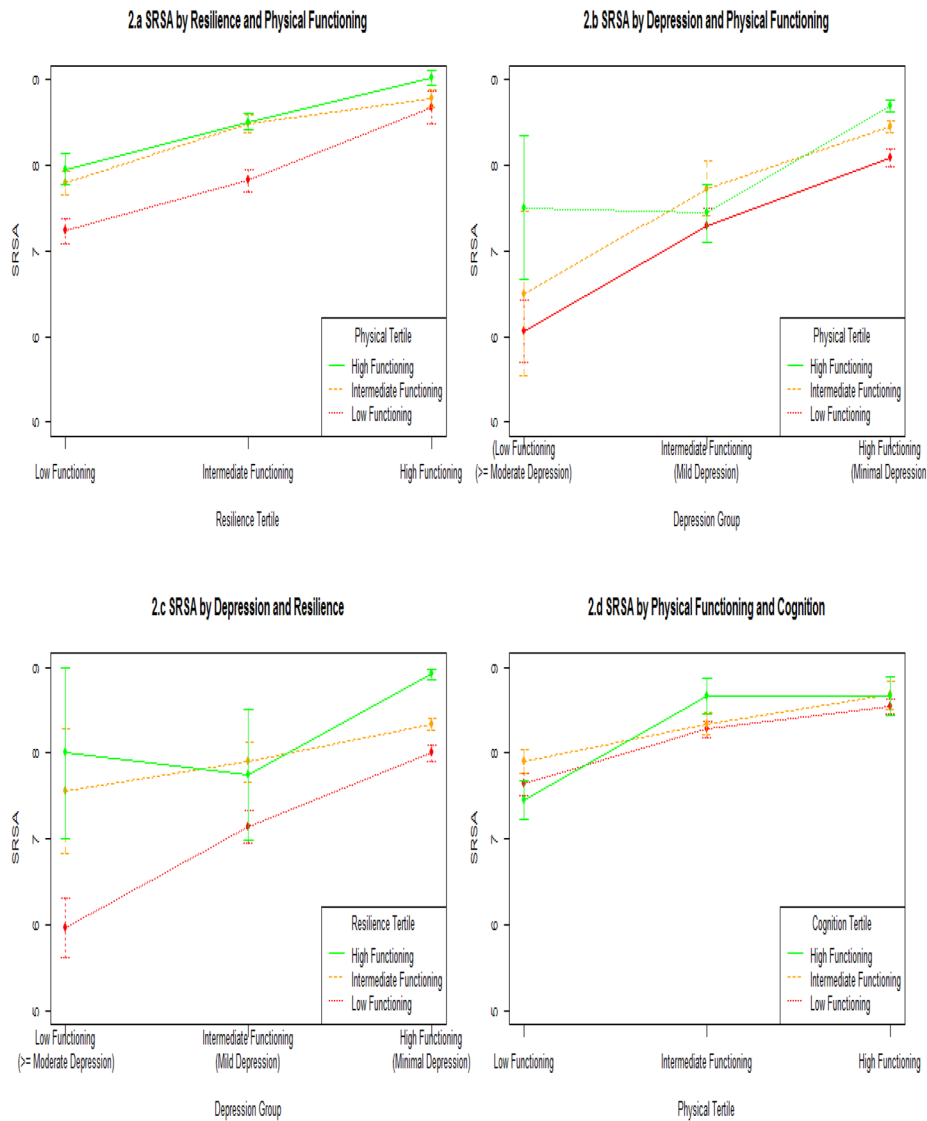 2.a SRSA by Resilience and Physical Functioning
SRSA
9
8
7
6
5
Physical Tertile
High Functioning
Intermediate Functioning
Low Functioning
Low Functioning
Intermediate Functioning
High Functioning
Resilience Tertile
2.b SRSA by Depression and Physical Functioning
SRSA
9
8
7
6
5
Physical Tertile
High Functioning
Intermediate Functioning
Low Functioning
(Low Functioning
(>= Moderate Depression)
Intermediate Functioning
(Mild Depression)
High Functioning
(Minimal Depression
Depression Group
2.c SRSA by Depression and Resilience
SRSA
9
8
7
6
5
Resilience Tertile
High Functioning
Intermediate Functioning
Low Functioning
Low Functioning
(>= Moderate Depression)
Intermediate Functioning
(Mild Depression)
High Functioning
(Minimal Depression)
Depression Group
2.d SRSA by Physical Functioning and Cognition
SRSA
9
8
7
6
5
Cognition Tertile
High Functioning
Intermediate Functioning
Low Functioning
Low Functioning
Intermediate Functioning
High Functioning
Physical Tertile